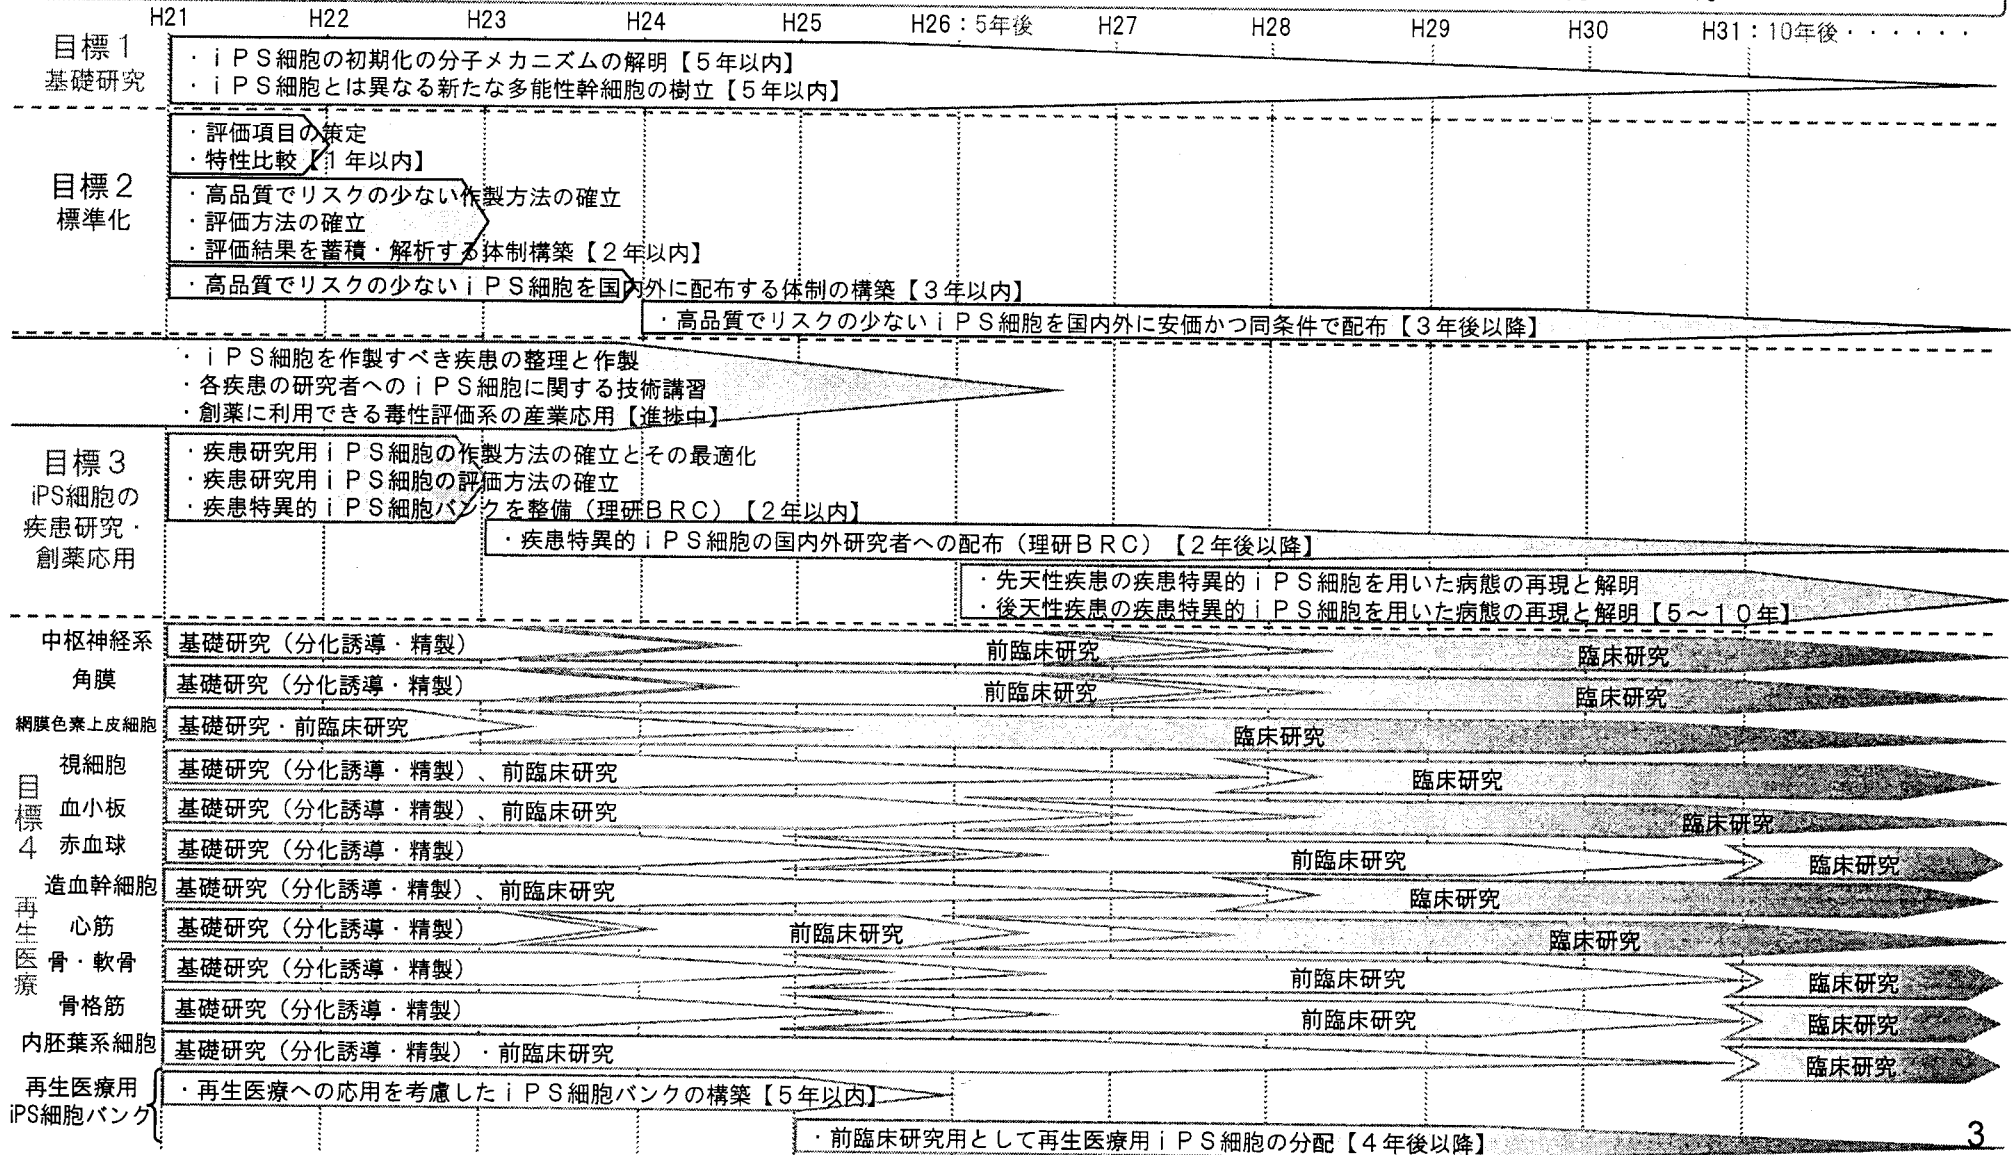 H21 H22 H23 H24 H25 H26：5年後 H27 H28 H29 H30 H31：10年後・・・・・・
目標１
基礎研究
・ｉＰＳ細胞の初期化の分子メカニズムの解明【５年以内】
・ｉＰＳ細胞とは異なる新たな多能性幹細胞の樹立【５年以内】
目標２
標準化
・評価項目の策定
・特性比較【１年以内】
・高品質でリスクの少ない作製方法の確立
・評価方法の確立
・評価結果を蓄積・解析する体制構築【２年以内】
・高品質でリスクの少ないｉＰＳ細胞を国内外に配布する体制の構築【３年以内】
・高品質でリスクの少ないｉＰＳ細胞を国内外に安価かつ同条件で配布【３年後以降】
・ｉＰＳ細胞を作製すべき疾患の整理と作製
・各疾患の研究者へのｉＰＳ細胞に関する技術講習
・創薬に利用できる毒性評価系の産業応用【進捗中】
目標３
iPS細胞の
疾患研究・
創薬応用
・疾患研究用ｉＰＳ細胞の作製方法の確立とその最適化
・疾患研究用ｉＰＳ細胞の評価方法の確立
・疾患特異的ｉＰＳ細胞バンクを整備（理研ＢＲＣ）【２年以内】
・疾患特異的ｉＰＳ細胞の国内外研究者への配布（理研ＢＲＣ）【２年後以降】
・先天性疾患の疾患特異的ｉＰＳ細胞を用いた病態の再現と解明
・後天性疾患の疾患特異的ｉＰＳ細胞を用いた病態の再現と解明【５～１０年】
目標４ 再生医療
中枢神経系 基礎研究（分化誘導・精製） 前臨床研究 臨床研究
角膜 基礎研究（分化誘導・精製） 前臨床研究 臨床研究
網膜色素上皮細胞 基礎研究・前臨床研究 臨床研究
視細胞 基礎研究（分化誘導・精製）、前臨床研究 臨床研究
血小板 基礎研究（分化誘導・精製）、前臨床研究 臨床研究
赤血球 基礎研究（分化誘導・精製） 前臨床研究 臨床研究
造血幹細胞 基礎研究（分化誘導・精製）、前臨床研究 臨床研究
心筋 基礎研究（分化誘導・精製） 前臨床研究 臨床研究
骨・軟骨 基礎研究（分化誘導・精製） 前臨床研究 臨床研究
骨格筋 基礎研究（分化誘導・精製） 前臨床研究 臨床研究
内胚葉系細胞 基礎研究（分化誘導・精製）・前臨床研究 臨床研究
再生医療用
iPS細胞バンク
・再生医療への応用を考慮したｉＰＳ細胞バンクの構築【５年以内】
・前臨床研究用として再生医療用ｉＰＳ細胞の分配【４年後以降】
3